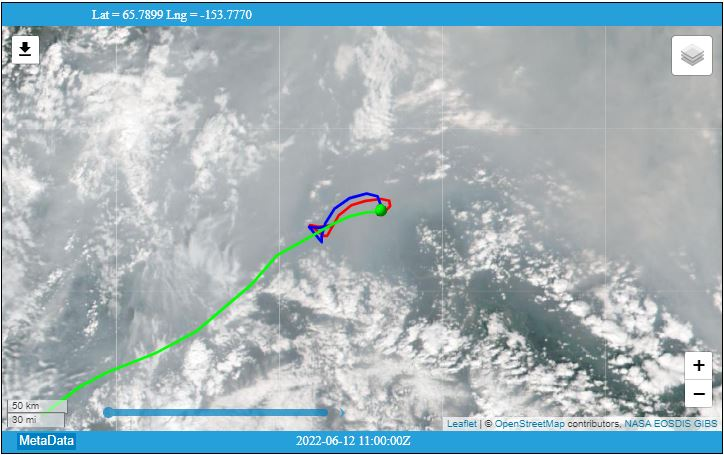 Lat = 65.7899 Lng = -153.7770
50 km
30 mi
+
−
Leaflet | © OpenStreetMap contributors, NASA EOSDIS GIBS
MetaData 2022-06-12 11:00:00Z